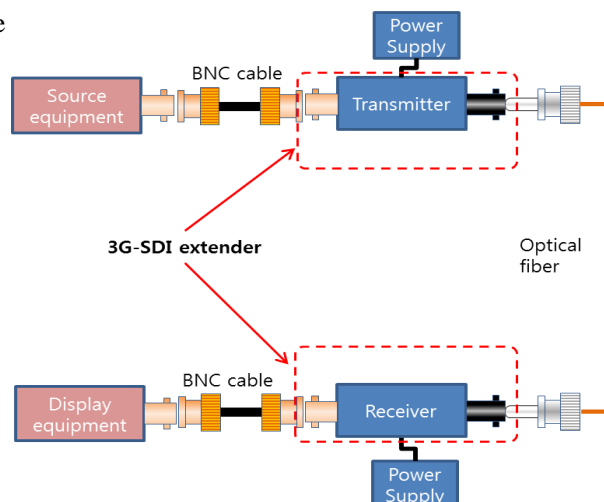 e
Power
Supply
BNC cable
Source
equipment
Transmitter
3G-SDI extender
Optical
fiber
BNC cable
Display
equipment
Receiver
Power
Supply